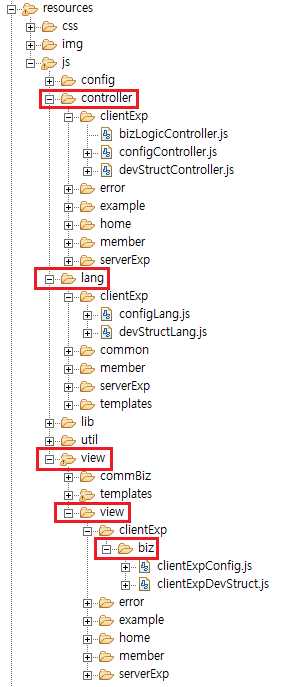 resources
css
img
js
config
controller
clientExp
bizLogicController.js
configController.js
devStructController.js
error
example
home
member
serverExp
lang
clientExp
configLang.js
devStructLang.js
common
member
serverExp
templates
lib
util
view
commBiz
templates
view
clientExp
biz
clientExpConfig.js
clientExpDevStruct.js
error
example
home
member
serverExp